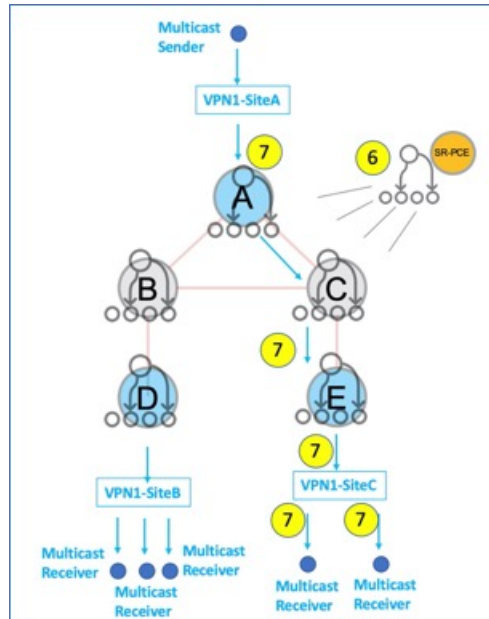 Multicast
Sender
VPN1-SiteA
7
6
SR-PCE
A
B
C
7
D
E
7
VPN1-SiteB
VPN1-SiteC
7
7
Multicast
Receiver
Multicast
Receiver
Multicast
Receiver
Multicast
Receiver
Multicast
Receiver